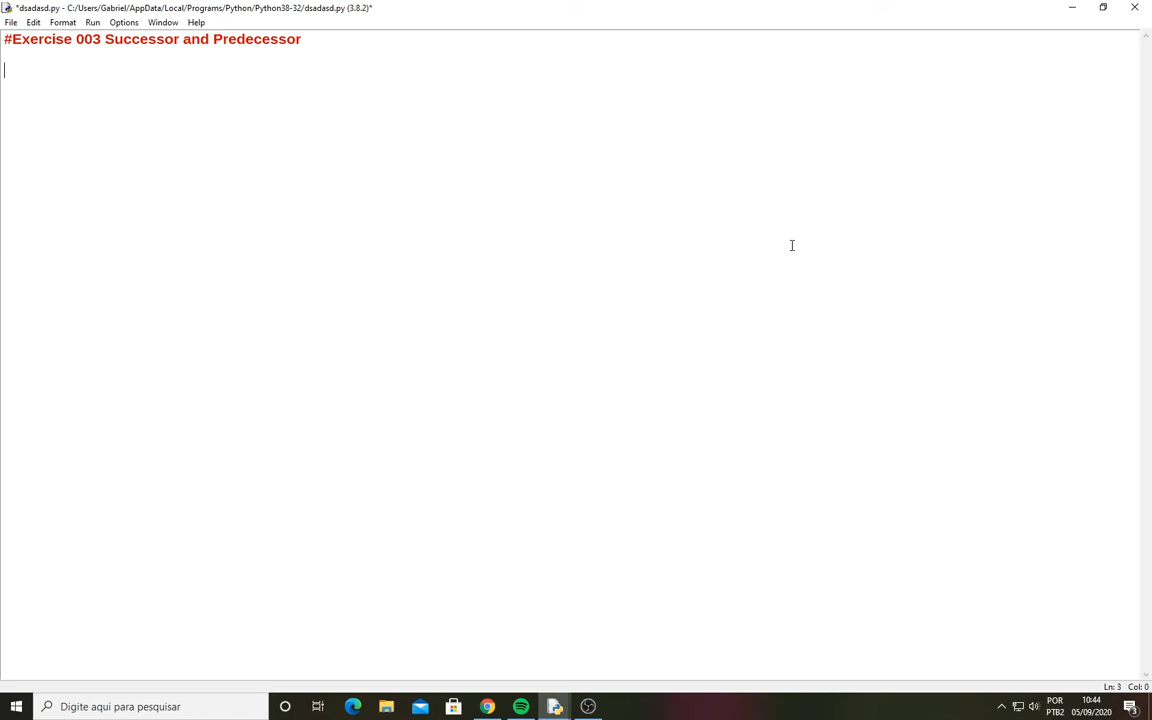 *dsadasd.py - C:/Users/Gabriel/AppData/Local/Programs/Python/Python38-32/dsadasd.py (3.8.2)*
File Edit Format Run Options Window Help
#Exercise 003 Successor and Predecessor
Ln: 3 Col: 0
Digite aqui para pesquisar
POR
PTB2
10:44
05/09/2020
3